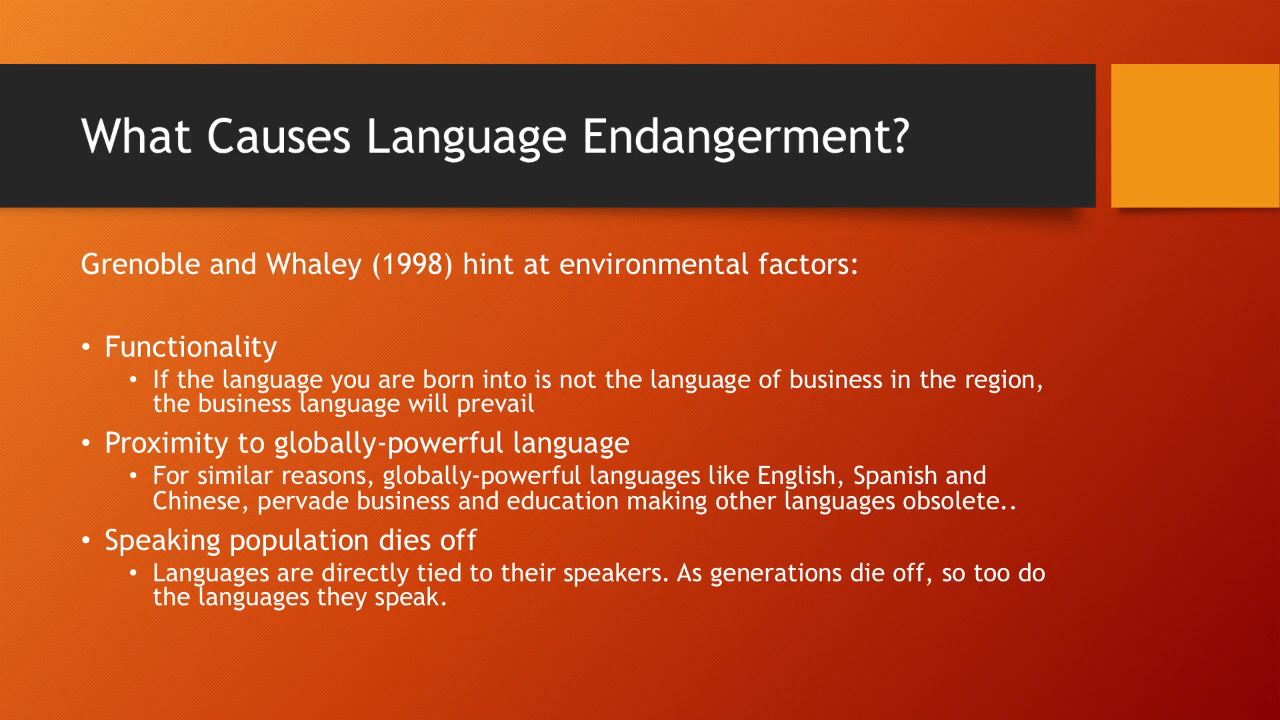 What Causes Language Endangerment?
Grenoble and Whaley (1998) hint at environmental factors:
• Functionality
• If the language you are born into is not the language of business in the region,
the business language will prevail
• Proximity to globally-powerful language
• For similar reasons, globally-powerful languages like English, Spanish and
Chinese, pervade business and education making other languages obsolete..
• Speaking population dies off
• Languages are directly tied to their speakers. As generations die off, so too do
the languages they speak.